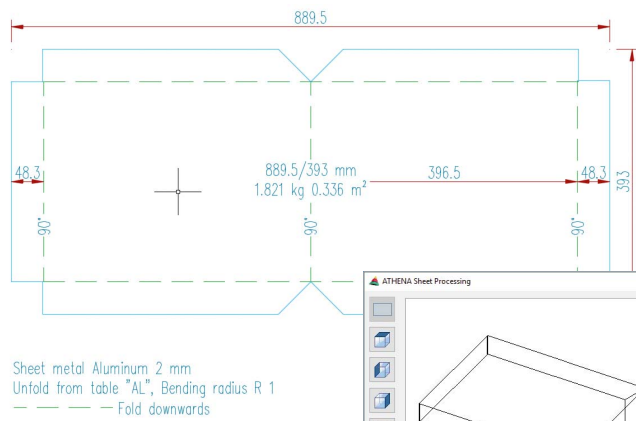 889.5
48.3
889.5/393 mm
1.821 kg 0.336 m²
396.5
48.3
393
90°
90°
90°
ATHENA Sheet Processing
Sheet metal Aluminum 2 mm
Unfold from table "AL", Bending radius R 1
Fold downwards